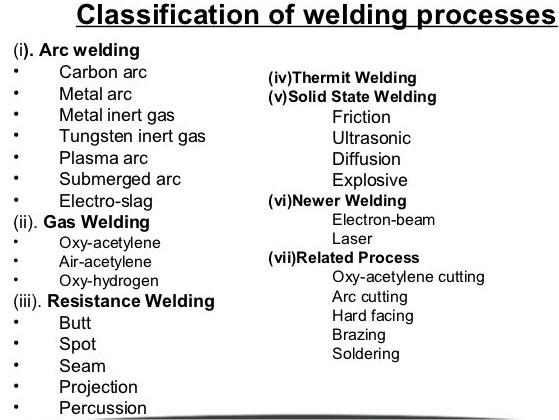 Classification of welding processes
(i). Arc welding
• Carbon arc
• Metal arc
• Metal inert gas
• Tungsten inert gas
• Plasma arc
• Submerged arc
• Electro-slag
(ii). Gas Welding
• Oxy-acetylene
• Air-acetylene
• Oxy-hydrogen
(iii). Resistance Welding
• Butt
• Spot
• Seam
• Projection
• Percussion
(iv)Thermit Welding
(v)Solid State Welding
Friction
Ultrasonic
Diffusion
Explosive
(vi)Newer Welding
Electron-beam
Laser
(vii)Related Process
Oxy-acetylene cutting
Arc cutting
Hard facing
Brazing
Soldering